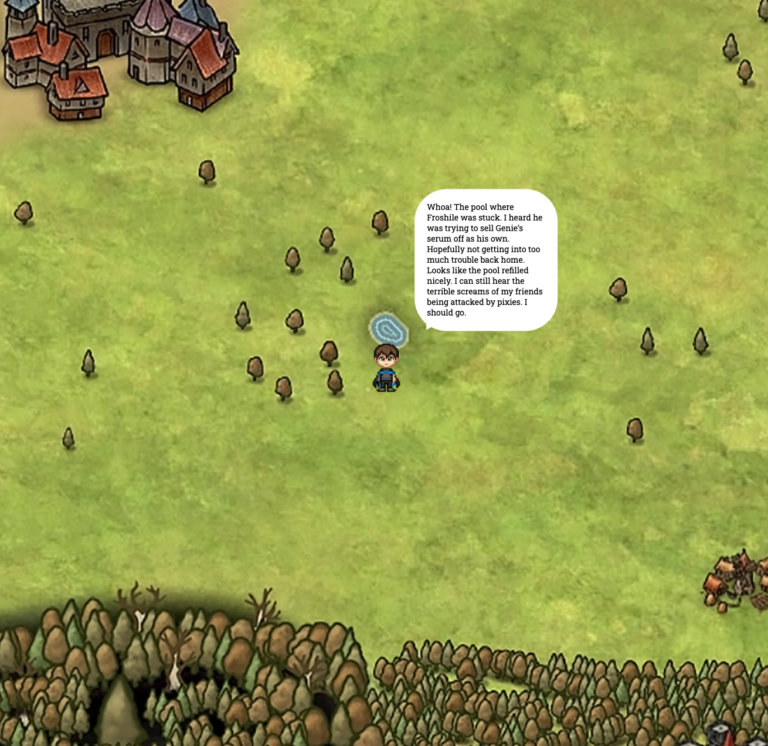 Whoa! The pool where
Froshile was stuck. I heard he
was trying to sell Genie's
serum off as his own.
Hopefully not getting into too
much trouble back home.
Looks like the pool refilled
nicely. I can still hear the
terrible screams of my friends
being attacked by pixies. I
should go.